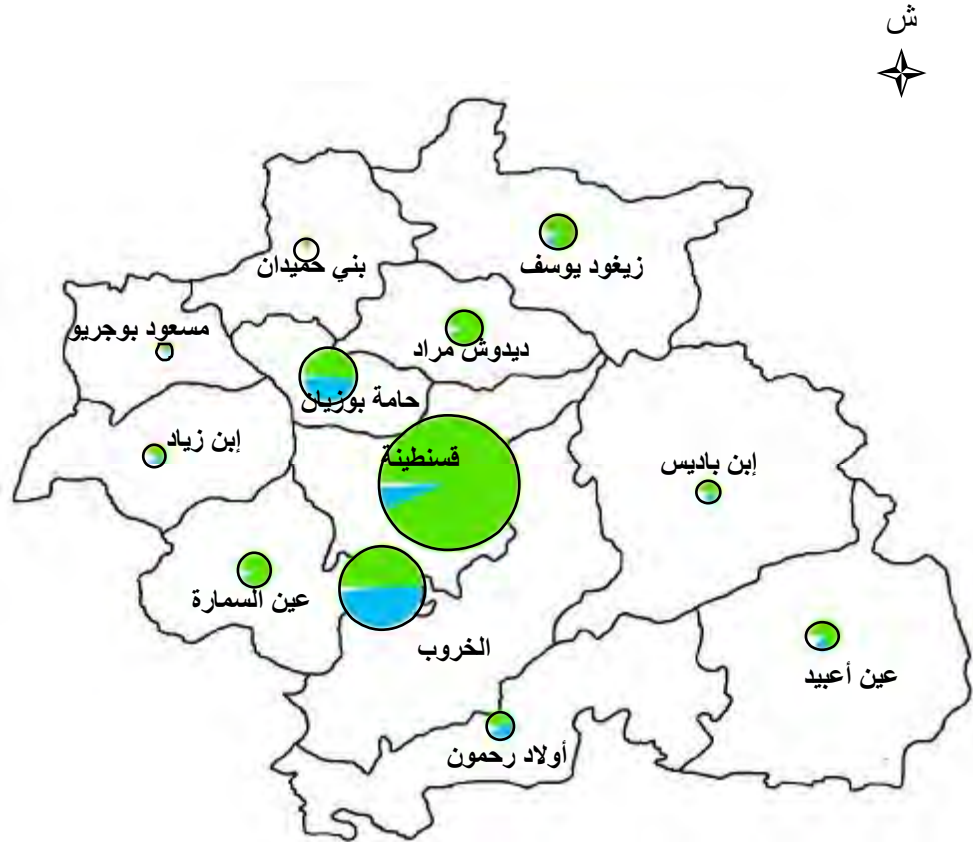 ش
زيغود يوسف
بني حميدان
مسعود بوجريو
ديدوش مراد
حامة بوزيان
إبن زياد
قسنطينة
إبن باديس
عين السمارة
الخروب
عين أعبيد
أولاد رحمون